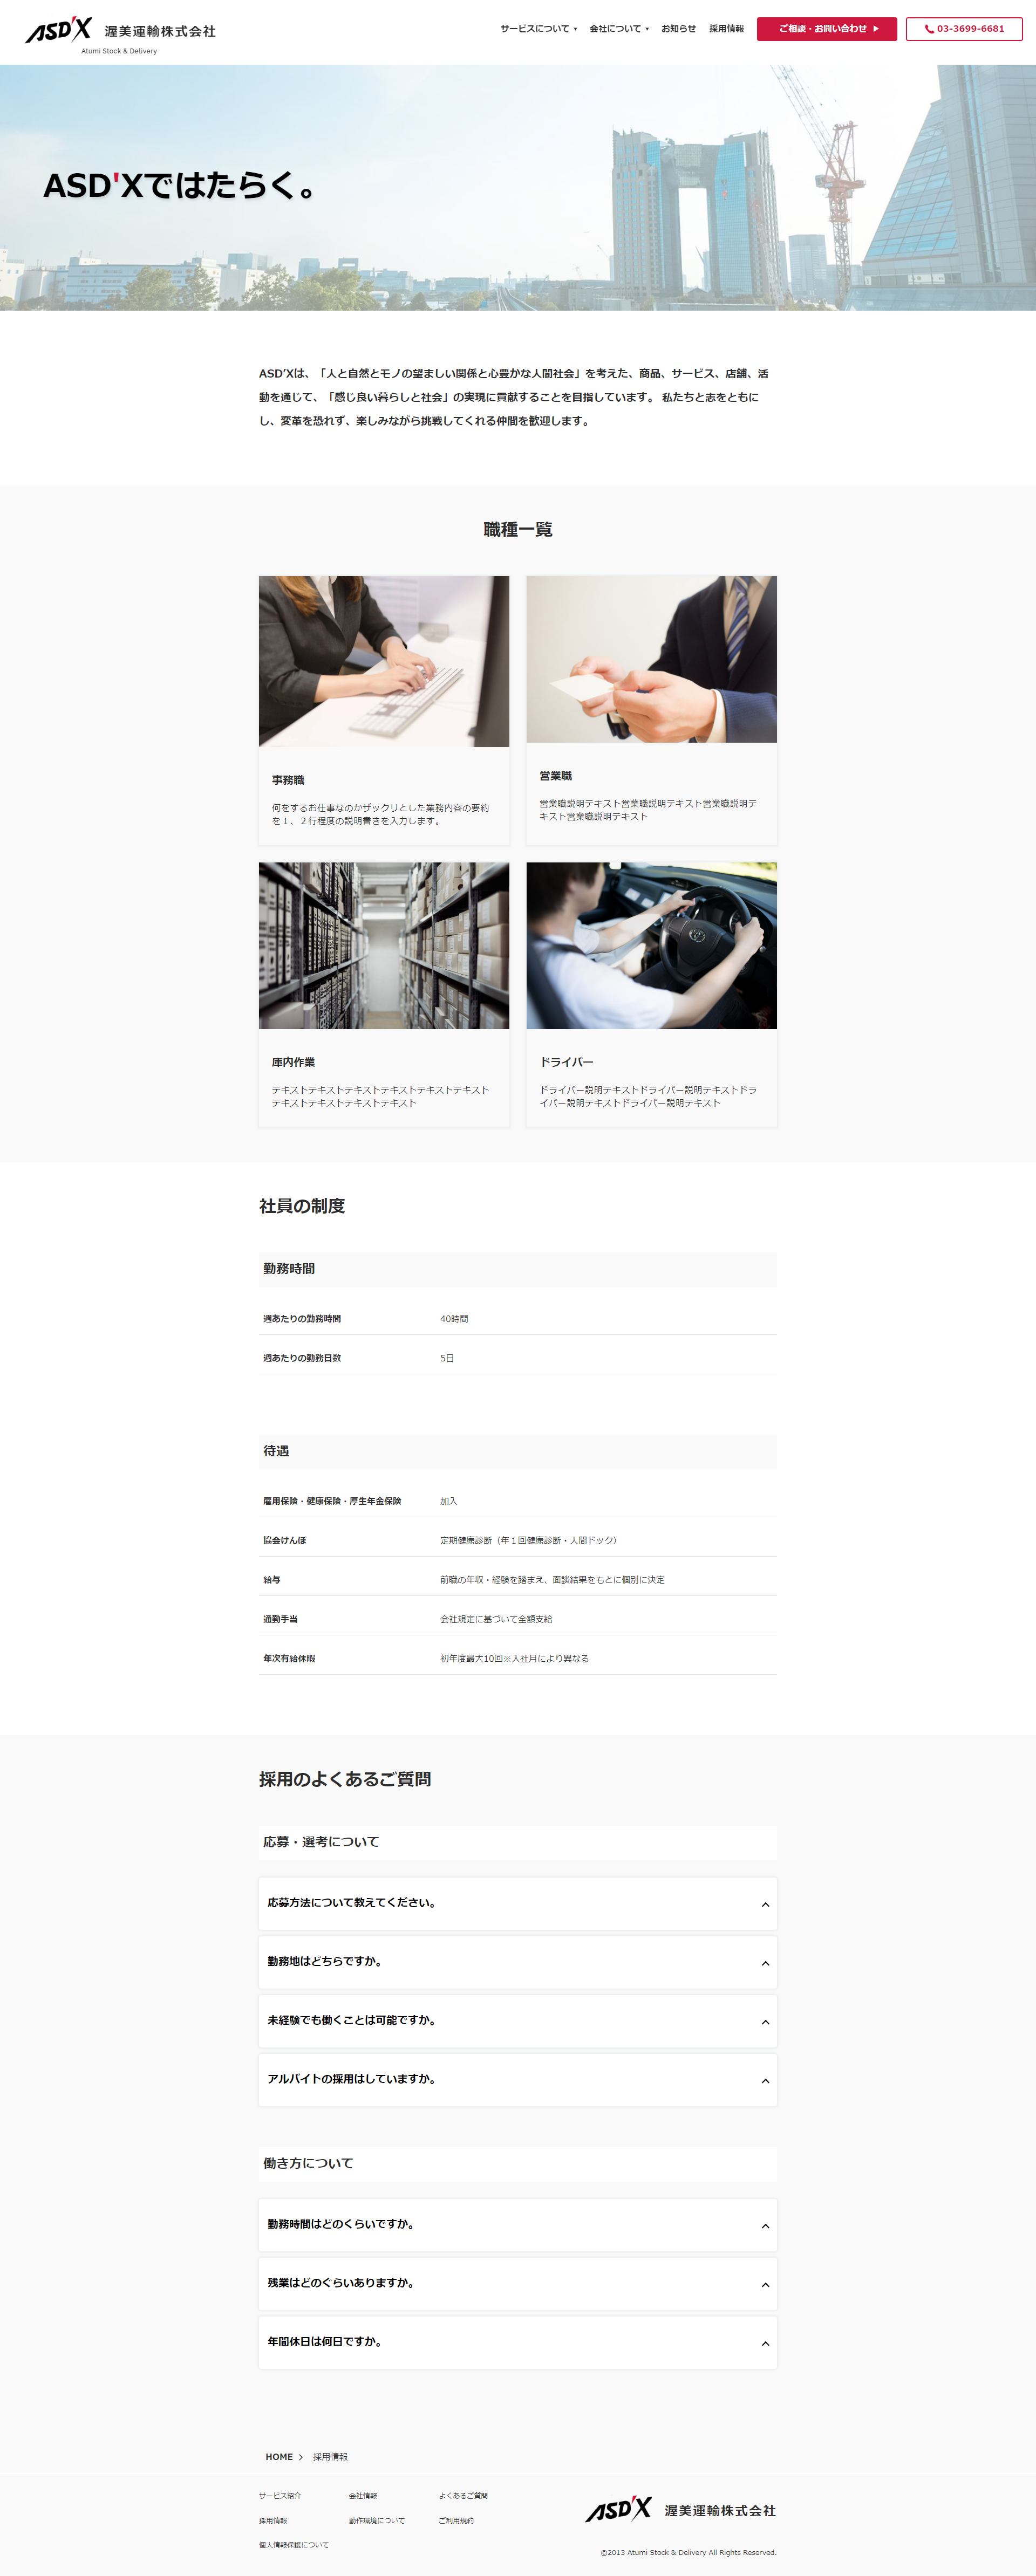 ASD'X 渥美運輸株式会社
Atumi Stock & Delivery
サービスについて ▼ 会社について ▼ お知らせ 採用情報 ご相談・お問い合わせ ▶ 03-3699-6681
ASD'Xではたらく。
ASD'Xは、「人と自然とモノの望ましい関係と心豊かな人間社会」を考えた、商品、サービス、店舗、活
動を通じて、「感じ良い暮らしと社会」の実現に貢献することを目指しています。 私たちと志をともに
し、変革を恐れず、楽しみながら挑戦してくれる仲間を歓迎します。
職種一覧
事務職
何をするお仕事なのかザックリとした業務内容の要約
を１、２行程度の説明書きを入力します。
営業職
営業職説明テキスト営業職説明テキスト営業職説明テ
キスト営業職説明テキスト
庫内作業
テキストテキストテキストテキストテキストテキスト
テキストテキストテキストテキスト
ドライバー
ドライバー説明テキストドライバー説明テキストドラ
イバー説明テキストドライバー説明テキスト
社員の制度
勤務時間
週あたりの勤務時間 40時間
週あたりの勤務日数 5日
待遇
雇用保険・健康保険・厚生年金保険 加入
協会けんぽ 定期健康診断（年１回健康診断・人間ドック）
給与 前職の年収・経験を踏まえ、面談結果をもとに個別に決定
通勤手当 会社規定に基づいて全額支給
年次有給休暇 初年度最大10回※入社月により異なる
採用のよくあるご質問
応募・選考について
応募方法について教えてください。
勤務地はどちらですか。
未経験でも働くことは可能ですか。
アルバイトの採用はしていますか。
働き方について
勤務時間はどのくらいですか。
残業はどのぐらいありますか。
年間休日は何日ですか。
HOME 採用情報
サービス紹介 会社情報 よくあるご質問
採用情報 動作環境について ご利用規約
個人情報保護について
ASD'X 渥美運輸株式会社
©2013 Atumi Stock & Delivery All Rights Reserved.